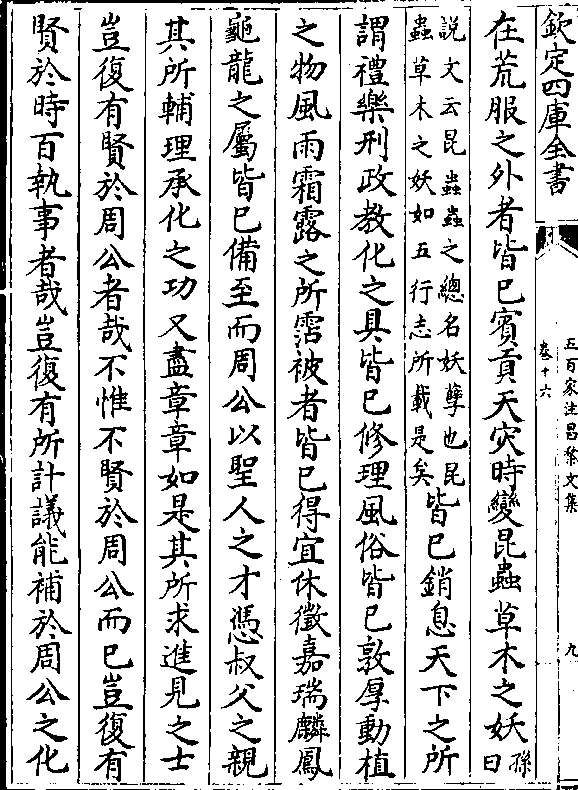 欽定四庫全書
五百家注昌黎文集
卷十六
九
在荒服之外者皆已賓貢天灾時變昆蟲草木之妖孫曰
說文云昆蟲蟲之總名妖孽也昆
蟲草木之妖如五行志所載是矣
皆已銷息天下之所
謂禮樂刑政教化之具皆已修理風俗皆已敦厚動植
之物風雨霜露之所霑被者皆已得宜休徵嘉瑞麟鳳
龜龍之屬皆已備至而周公以聖人之才憑叔父之親
其所輔理承化之功又盡章章如是其所求進見之士
豈復有賢於周公者哉不惟不賢於周公而已豈復有
賢於時百執事者哉豈復有所計議能補於周公之化